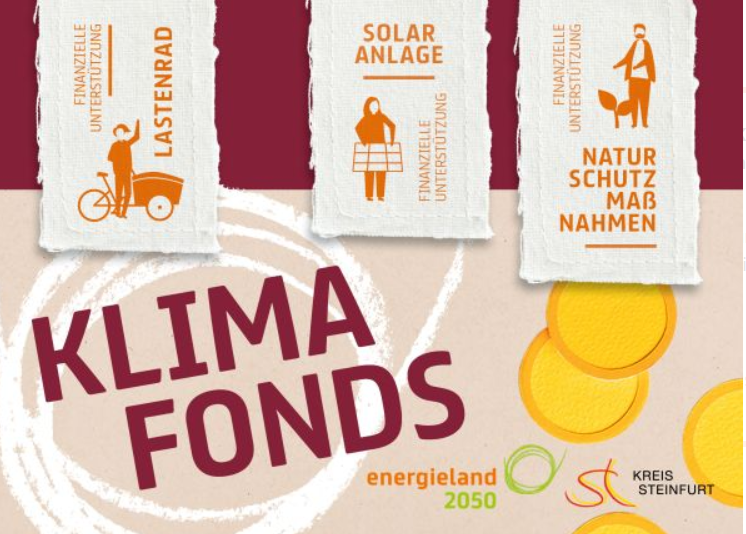 FINANZIELLE
UNTERSTÜTZUNG
LASTENRAD
SOLAR
ANLAGE
FINANZIELLE
UNTERSTÜTZUNG
FINANZIELLE
UNTERSTÜTZUNG
NATUR
SCHUTZ
MAẞ
NAHMEN
KLIMA
FONDS
energieland
2050
st
KREIS
STEINFURT